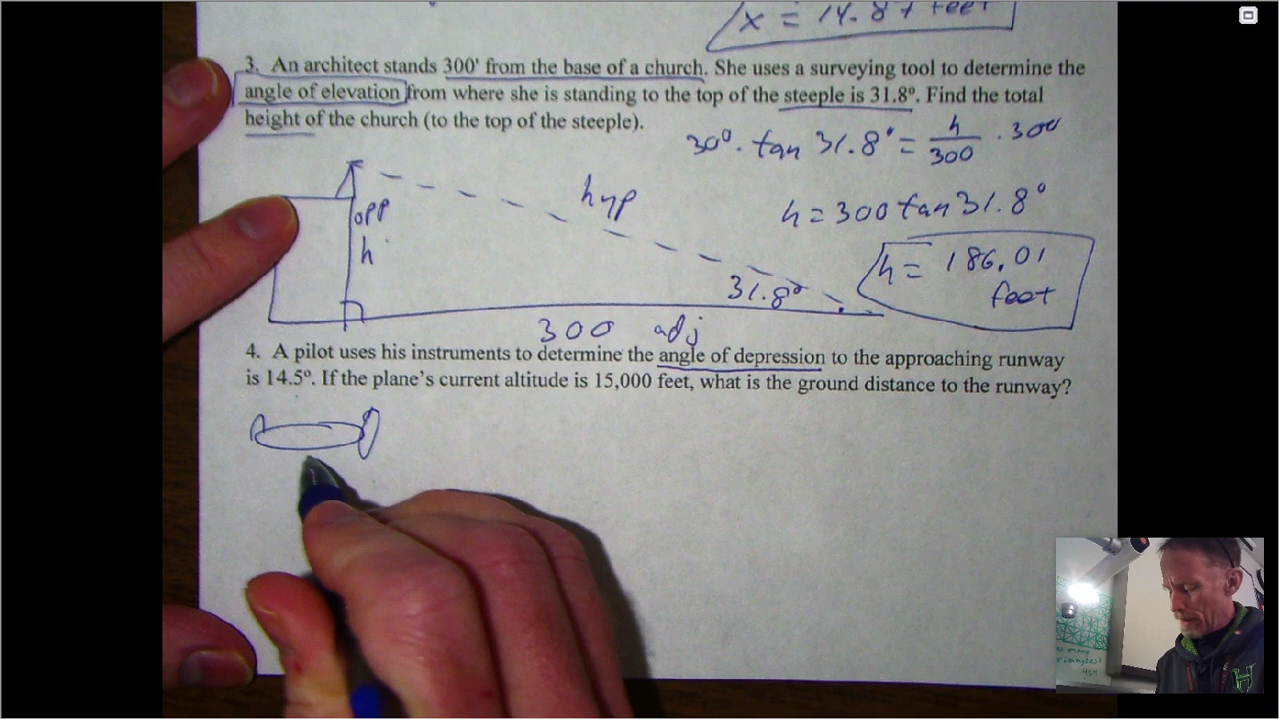 x = 14.87 feet
3. An architect stands 300' from the base of a church. She uses a surveying tool to determine the
angle of elevation from where she is standing to the top of the steeple is 31.8º. Find the total
height of the church (to the top of the steeple).
30º. tan 31.8° = h/300 · 300
opp
h
hyp
h = 300 tan 31.8°
h = 186.01
feet
31.8°
300 adj
4. A pilot uses his instruments to determine the angle of depression to the approaching runway
is 14.5º. If the plane's current altitude is 15,000 feet, what is the ground distance to the runway?